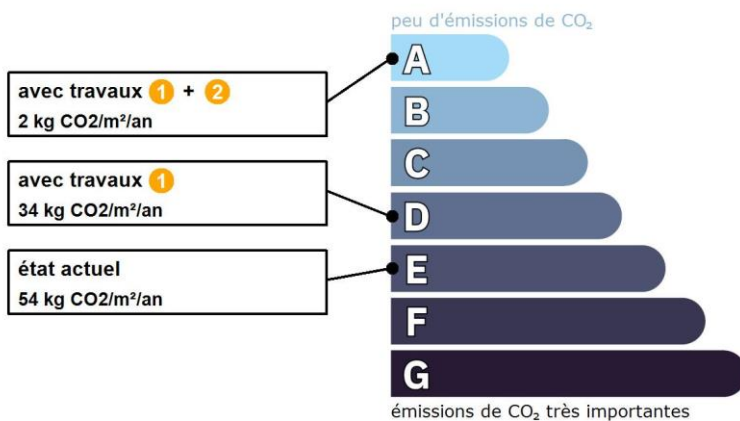 peu d'émissions de CO₂
A
avec travaux 1 + 2
2 kg CO2/m²/an
B
C
avec travaux 1
34 kg CO2/m²/an
D
état actuel
54 kg CO2/m²/an
E
F
G
émissions de CO₂ très importantes